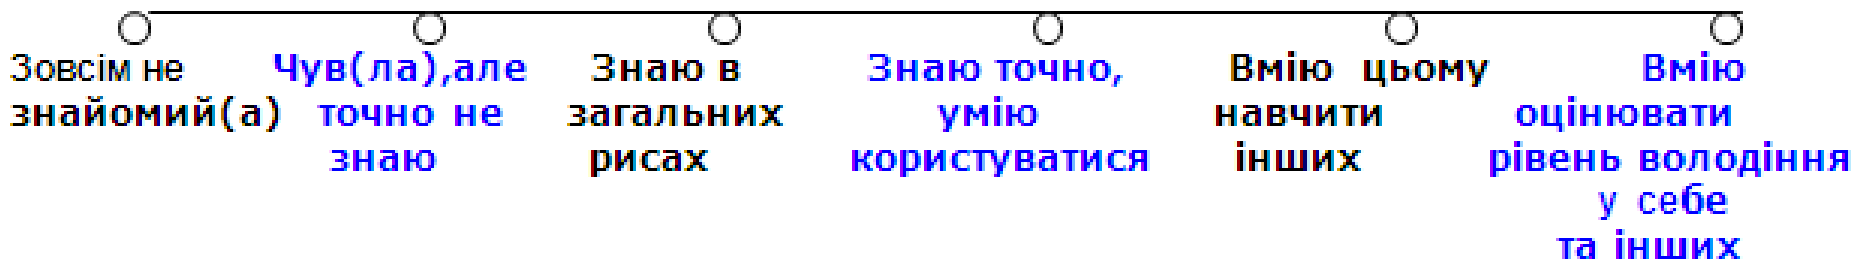 Зовсім не
знайомий(а)
Чув(ла),але
точно не
знаю
Знаю в
загальних
рисах
Знаю точно,
умію
користуватися
Вмію цьому
навчити
інших
Вмію
оцінювати
рівень володіння
у себе
та інших